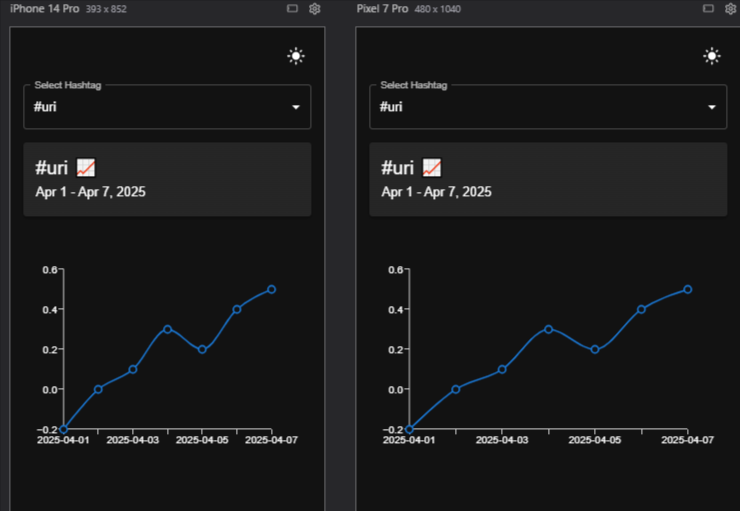 iPhone 14 Pro 393 x 852
Select Hashtag
#uri
#uri 📈
Apr 1 - Apr 7, 2025
0.6
0.4
0.2
0.0
−0.2
2025-04-01 2025-04-03 2025-04-05 2025-04-07
Pixel 7 Pro 480 x 1040
Select Hashtag
#uri
#uri 📈
Apr 1 - Apr 7, 2025
0.6
0.4
0.2
0.0
−0.2
2025-04-01 2025-04-03 2025-04-05 2025-04-07